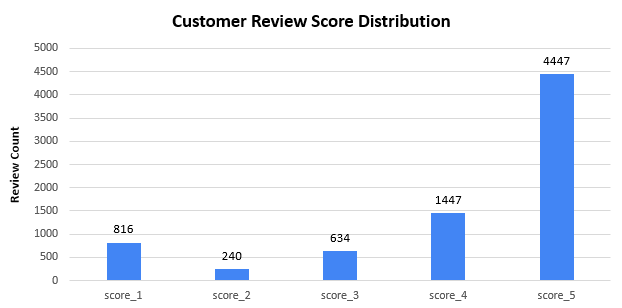 Customer Review Score Distribution
Review Count
5000
4500
4000
3500
3000
2500
2000
1500
1000
500
0
816
240
634
1447
4447
score_1
score_2
score_3
score_4
score_5